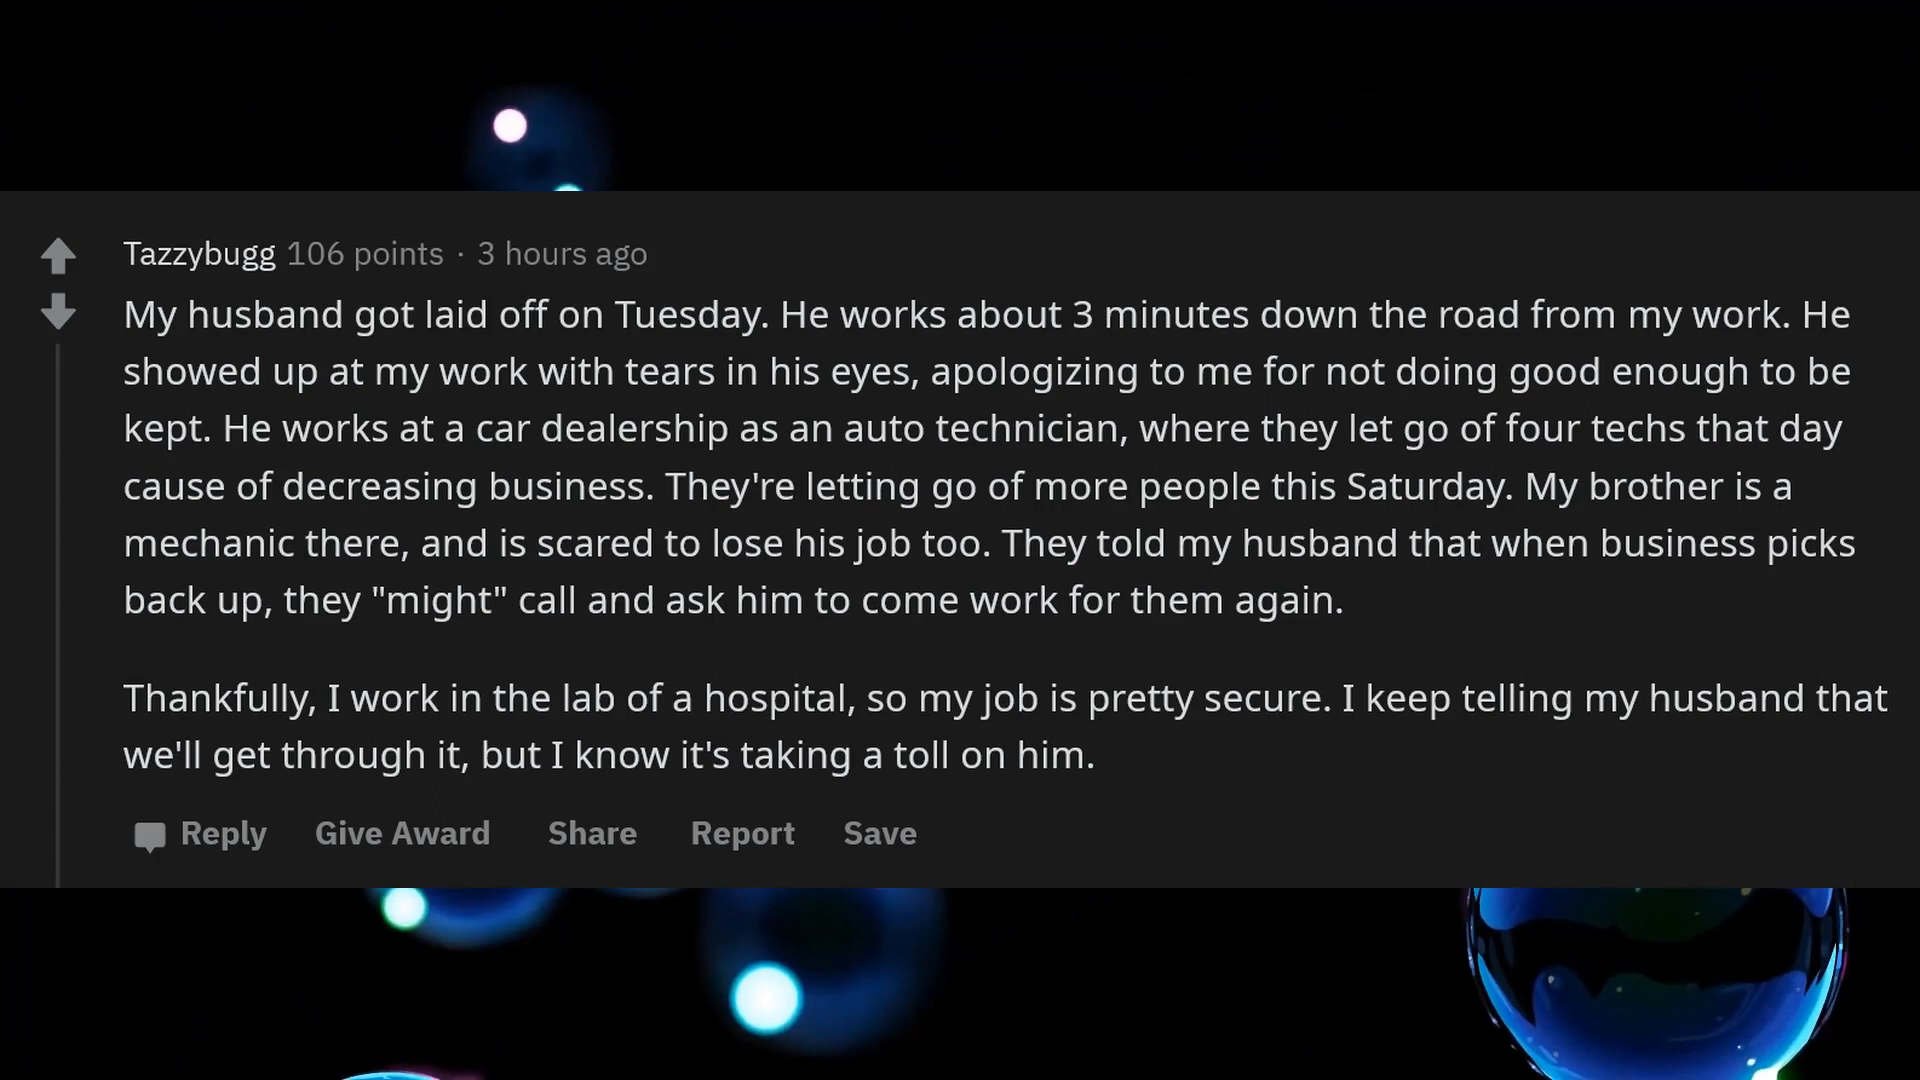 Tazzybugg 106 points · 3 hours ago
My husband got laid off on Tuesday. He works about 3 minutes down the road from my work. He
showed up at my work with tears in his eyes, apologizing to me for not doing good enough to be
kept. He works at a car dealership as an auto technician, where they let go of four techs that day
cause of decreasing business. They're letting go of more people this Saturday. My brother is a
mechanic there, and is scared to lose his job too. They told my husband that when business picks
back up, they "might" call and ask him to come work for them again.
Thankfully, I work in the lab of a hospital, so my job is pretty secure. I keep telling my husband that
we'll get through it, but I know it's taking a toll on him.
Reply Give Award Share Report Save